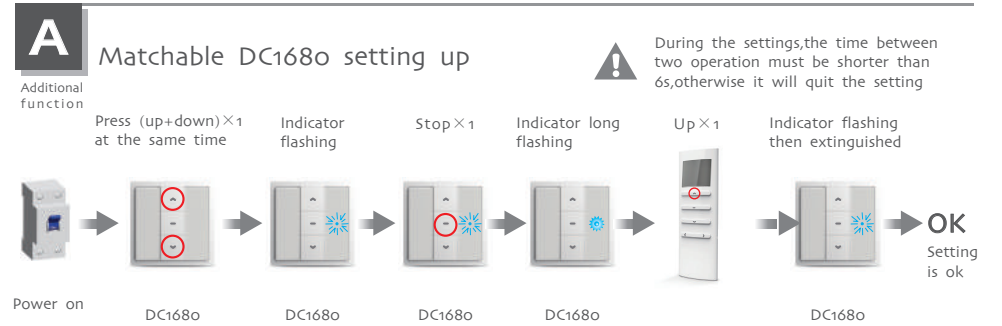 A
Additional
function
Matchable DC1680 setting up
!
During the settings,the time between
two operation must be shorter than
6s,otherwise it will quit the setting
Press (up+down)×1
at the same time
Indicator
flashing
Stop×1
Indicator long
flashing
Up×1
Indicator flashing
then extinguished
OK
Setting
is ok
Power on
DC1680
DC1680
DC1680
DC1680
DC1680